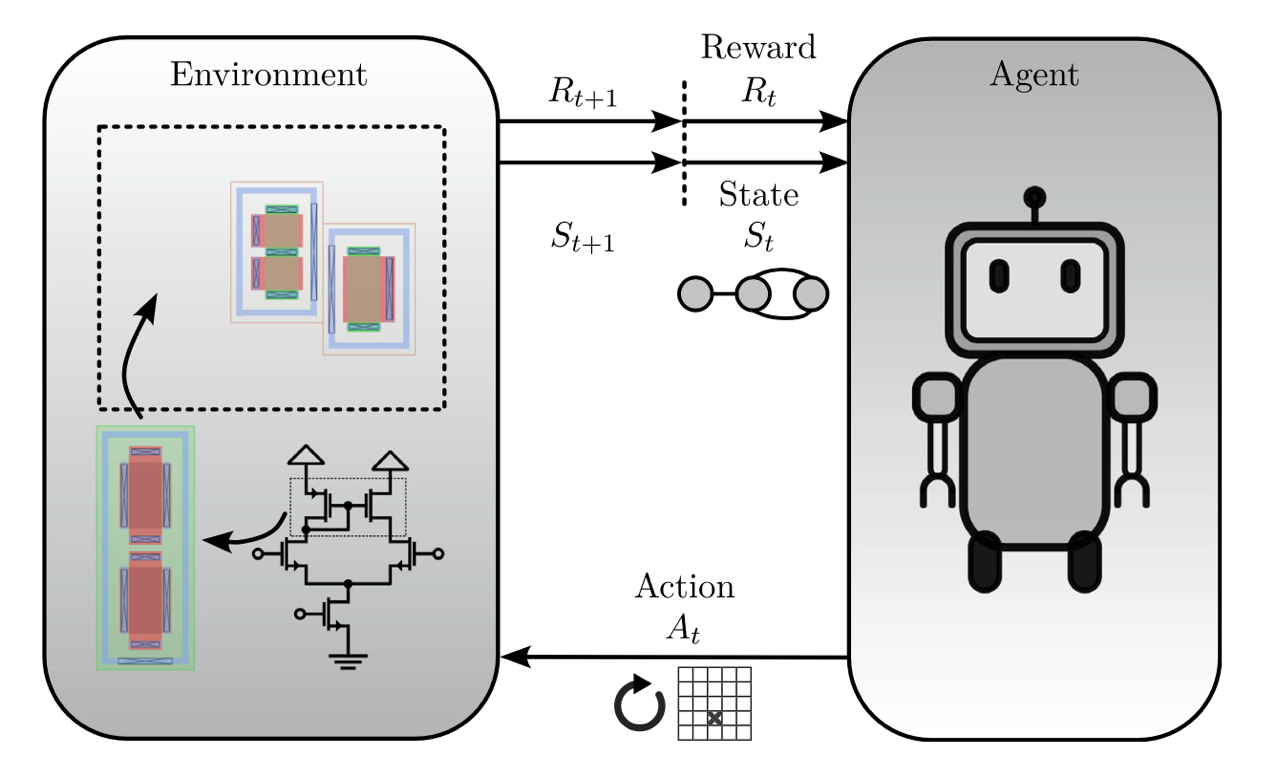 Environment
Reward
R_{t+1}
R_t
State
S_{t+1}
S_t
Agent
Action
A_t